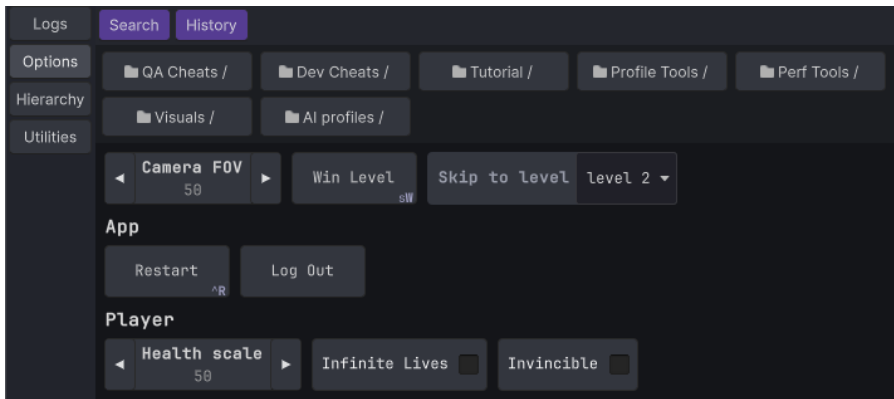 Logs
Search History
Options
QA Cheats / Dev Cheats / Tutorial / Profile Tools / Perf Tools /
Hierarchy
Visuals / AI profiles /
Utilities
◄ Camera FOV ► Win Level Skip to level level 2 ▾
50 sW
App
Restart Log Out
^R
Player
◄ Health scale ► Infinite Lives Invincible
50